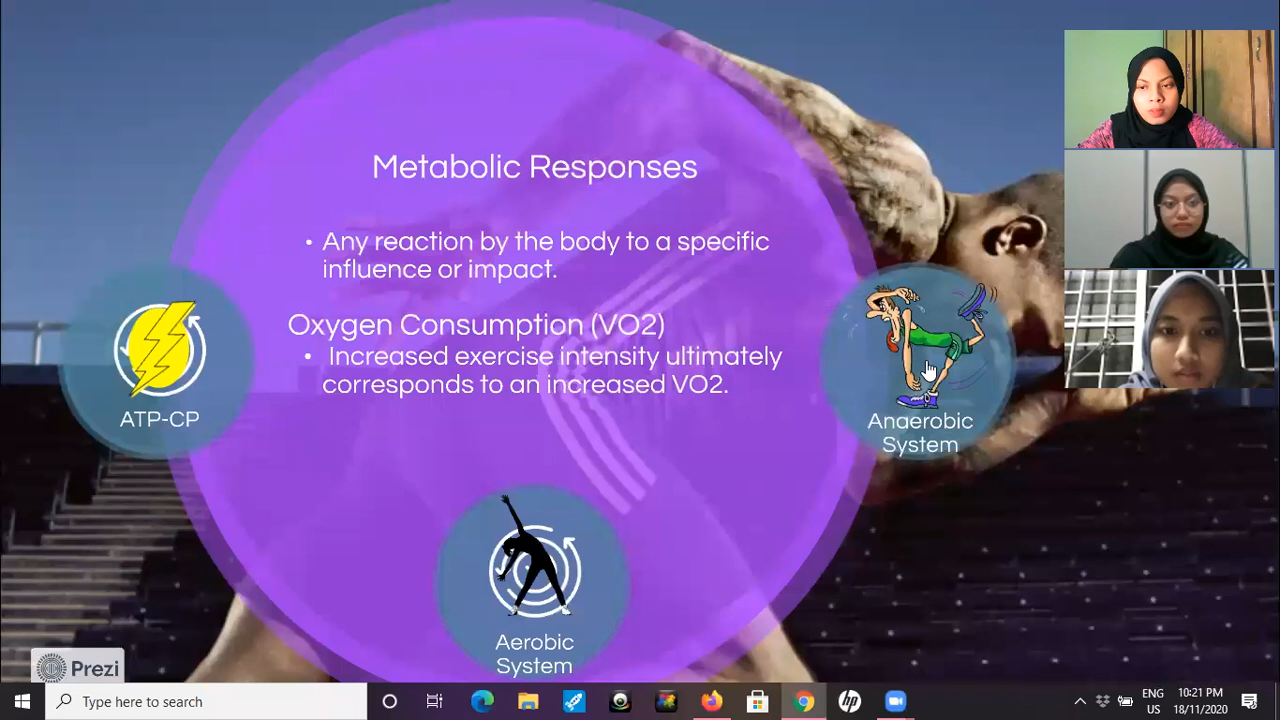 Metabolic Responses
• Any reaction by the body to a specific
influence or impact.
Oxygen Consumption (VO2)
• Increased exercise intensity ultimately
corresponds to an increased VO2.
ATP-CP
Anaerobic
System
Aerobic
System
Prezi
Type here to search
hp
ENG
US
10:21 PM
18/11/2020